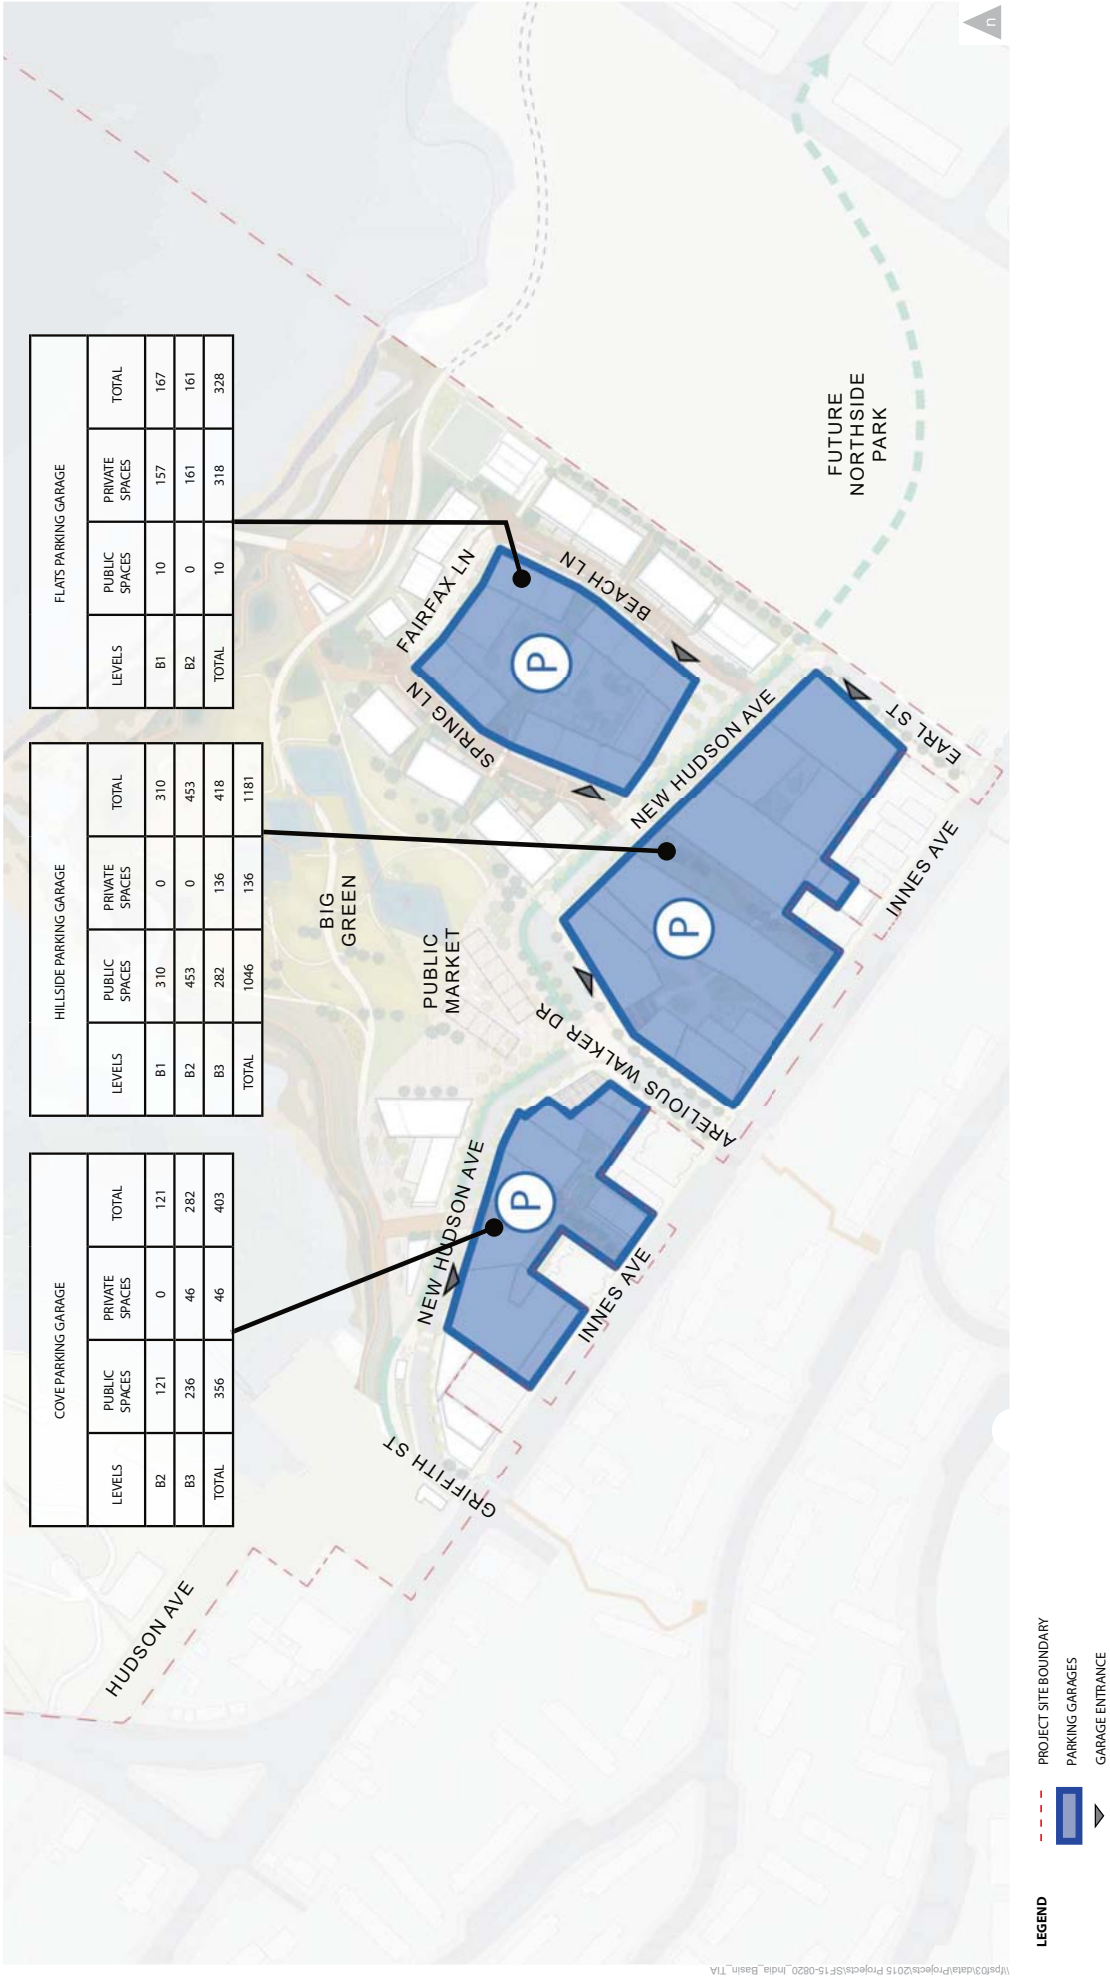 COVE PARKING GARAGE
LEVELS PUBLIC SPACES PRIVATE SPACES TOTAL
B2 121 0 121
B3 236 46 282
TOTAL 356 46 403
HILLSIDE PARKING GARAGE
LEVELS PUBLIC SPACES PRIVATE SPACES TOTAL
B1 310 0 310
B2 453 0 453
B3 282 136 418
TOTAL 1046 136 1181
FLATS PARKING GARAGE
LEVELS PUBLIC SPACES PRIVATE SPACES TOTAL
B1 10 157 167
B2 0 161 161
TOTAL 10 318 328
HUDSON AVE
GRIFFITH ST
NEW HUDSON AVE
INNES AVE
P
ARELIOUS WALKER DR
BIG
GREEN
PUBLIC
MARKET
P
NEW HUDSON AVE
INNES AVE
EARL ST
SPRING LN
FAIRFAX LN
BEACH LN
P
FUTURE
NORTHSIDE
PARK
n
LEGEND
PROJECT SITE BOUNDARY
PARKING GARAGES
GARAGE ENTRANCE
\\fpsf03\data\Projects\2015 Projects\SF15-0820_India_Basin_TIA